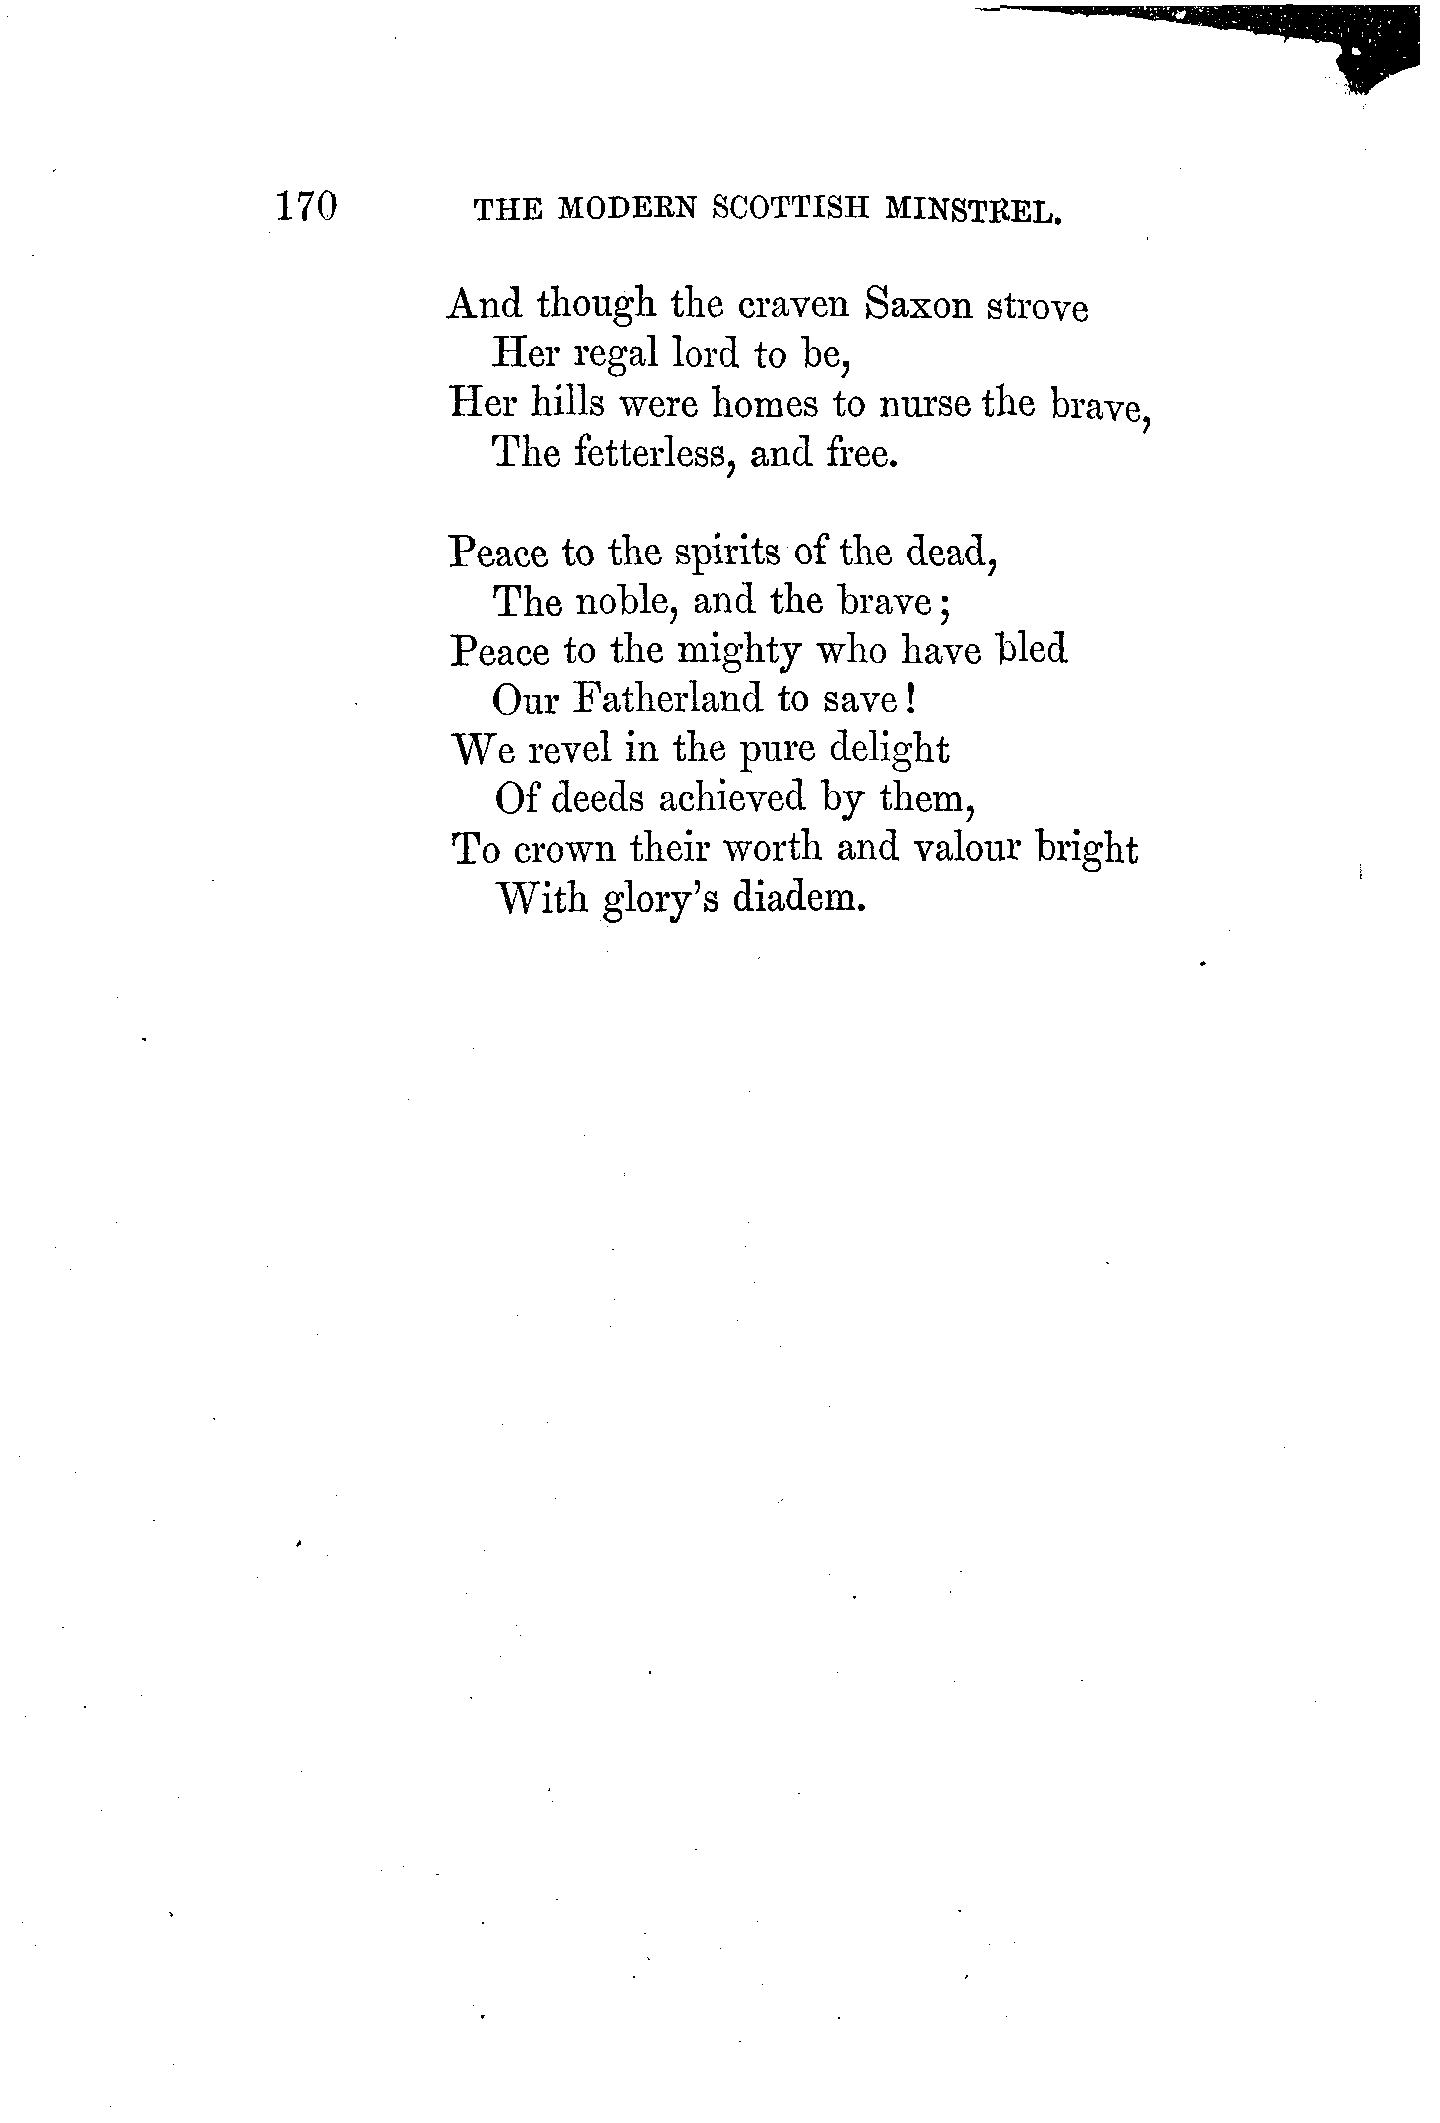 170 THE MODERN SCOTTISH MINSTREL.
And though the craven Saxon strove
Her regal lord to be,
Her hills were homes to nurse the brave,
The fetterless, and free.
Peace to the spirits of the dead,
The noble, and the brave;
Peace to the mighty who have bled
Our Fatherland to save!
We revel in the pure delight
Of deeds achieved by them,
To crown their worth and valour bright
With glory's diadem.